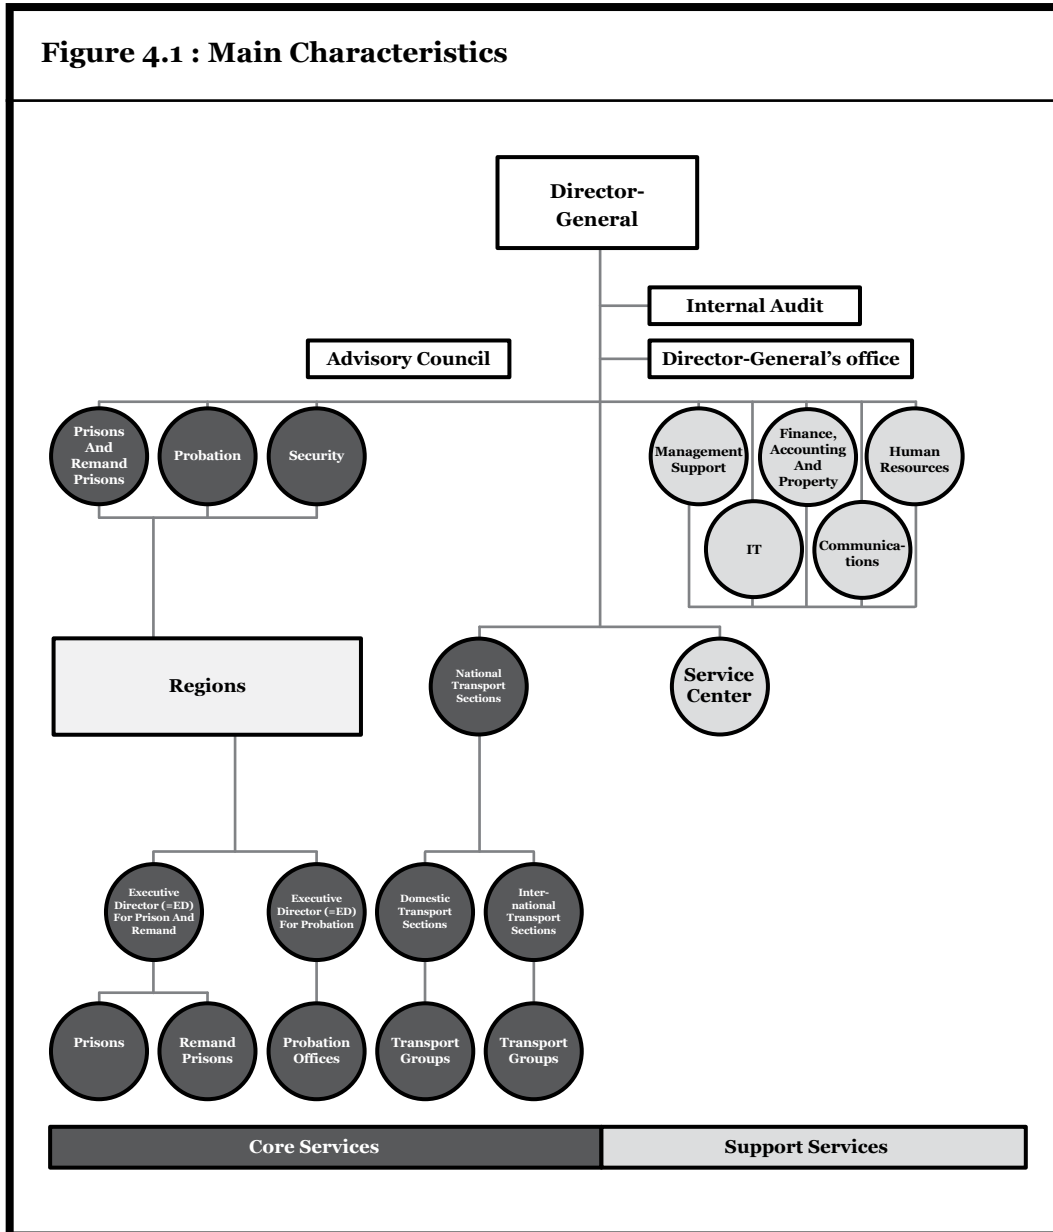 Figure 4.1 : Main Characteristics
Director-
General
Internal Audit
Advisory Council
Director-General's office
Prisons
And
Remand
Prisons
Probation
Security
Management
Support
Finance,
Accounting
And
Property
Human
Resources
IT
Communica-
tions
Regions
National
Transport
Sections
Service
Center
Executive
Director (=ED)
For Prison And
Remand
Executive
Director (=ED)
For Probation
Domestic
Transport
Sections
Inter-
national
Transport
Sections
Prisons
Remand
Prisons
Probation
Offices
Transport
Groups
Transport
Groups
Core Services
Support Services